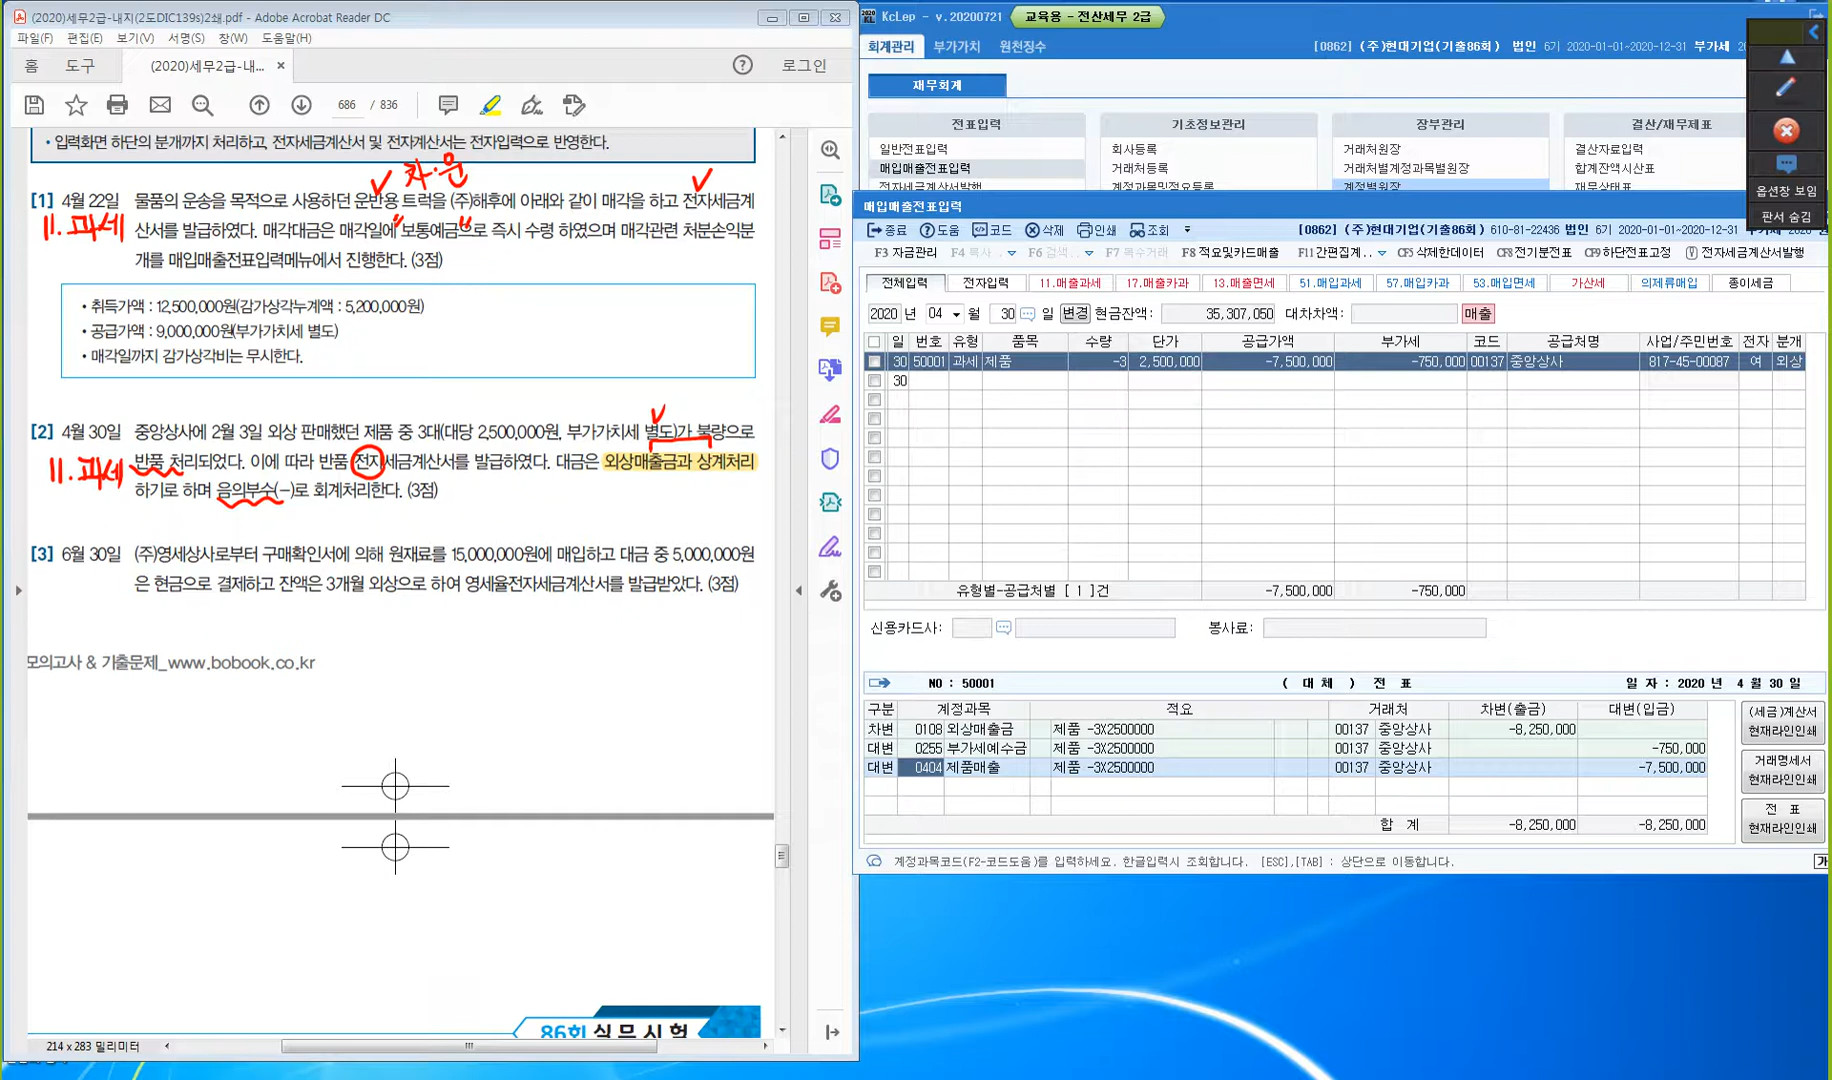 (2020)세무2급-내지(2도DIC139s)2쇄.pdf - Adobe Acrobat Reader DC
파일(F) 편집(E) 보기(V) 서명(S) 창(W) 도움말(H)
홈 도구 (2020)세무2급-내... × 로그인
686 / 836
• 입력화면 하단의 분개까지 처리하고, 전자세금계산서 및 전자계산서는 전자입력으로 반영한다.
차·운
[1] 4월 22일 물품의 운송을 목적으로 사용하던 운반용 트럭을 (주)해후에 아래와 같이 매각을 하고 전자세금계
11.과세 산서를 발급하였다. 매각대금은 매각일에 보통예금으로 즉시 수령 하였으며 매각관련 처분손익분
개를 매입매출전표입력메뉴에서 진행한다. (3점)
• 취득가액 : 12,500,000원(감가상각누계액 : 5,200,000원)
• 공급가액 : 9,000,000원(부가가치세 별도)
• 매각일까지 감가상각비는 무시한다.
[2] 4월 30일 중앙상사에 2월 3일 외상 판매했던 제품 중 3대(대당 2,500,000원, 부가가치세 별도)가 불량으로
11.과세 반품 처리되었다. 이에 따라 반품 전자세금계산서를 발급하였다. 대금은 외상매출금과 상계처리
하기로 하며 음의부수(-)로 회계처리한다. (3점)
[3] 6월 30일 (주)영세상사로부터 구매확인서에 의해 원재료를 15,000,000원에 매입하고 대금 중 5,000,000원
은 현금으로 결제하고 잔액은 3개월 외상으로 하여 영세율전자세금계산서를 발급받았다. (3점)
모의고사 & 기출문제_www.bobook.co.kr
86회 실무시험
214 x 283 밀리미터
KcLep - v.20200721 교육용 - 전산세무 2급
회계관리 부가가치 원천징수 [0862] (주)현대기업(기출86회) 법인 6기 2020-01-01~2020-12-31 부가세
재무회계
전표입력 기초정보관리 장부관리 결산/재무제표
일반전표입력 회사등록 거래처원장 결산자료입력
매입매출전표입력 거래처등록 거래처별계정과목별원장 합계잔액시산표
전자세금계산서발행 계정과목및적요등록 계정별원장 재무상태표
옵션창 보임
판서 숨김
매입매출전표입력
종료 도움 코드 삭제 인쇄 조회 [0862] (주)현대기업(기출86회) 610-81-22436 법인 6기 2020-01-01~2020-12-31
F3 자금관리 F4 복사 F6 검색 F7 복수거래 F8 적요및카드매출 F11간편집계.. CF5 삭제한데이터 CF8 전기분전표 CF9 하단전표고정 전자세금계산서발행
전체입력 전자입력 11.매출과세 17.매출카과 13.매출면세 51.매입과세 57.매입카과 53.매입면세 가산세 의제류매입 종이세금
2020 년 04 월 30 일 변경 현금잔액: 35,307,050 대차차액: 매출
일 번호 유형 품목 수량 단가 공급가액 부가세 코드 공급처명 사업/주민번호 전자 분개
30 50001 과세 제품 -3 2,500,000 -7,500,000 -750,000 00137 중앙상사 817-45-00087 여 외상
30
유형별-공급처별 [ 1 ]건 -7,500,000 -750,000
신용카드사: 봉사료:
NO : 50001 ( 대 체 ) 전 표 일 자 : 2020 년 4 월 30 일
구분 계정과목 적요 거래처 차변(출금) 대변(입금)
차변 0108 외상매출금 제품 -3X2500000 00137 중앙상사 -8,250,000
대변 0255 부가세예수금 제품 -3X2500000 00137 중앙상사 -750,000
대변 0404 제품매출 제품 -3X2500000 00137 중앙상사 -7,500,000
합 계 -8,250,000 -8,250,000
(세금)계산서
현재라인인쇄
거래명세서
현재라인인쇄
전 표
현재라인인쇄
계정과목코드(F2-코드도움)를 입력하세요. 한글입력시 조회합니다. [ESC],[TAB] : 상단으로 이동합니다.
가